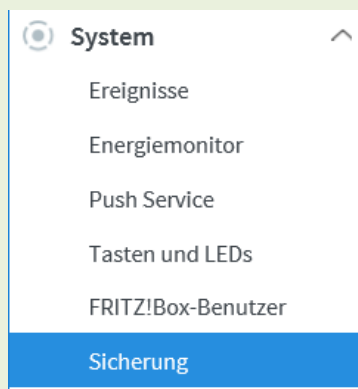 System
Ereignisse
Energiemonitor
Push Service
Tasten und LEDs
FRITZ!Box-Benutzer
Sicherung